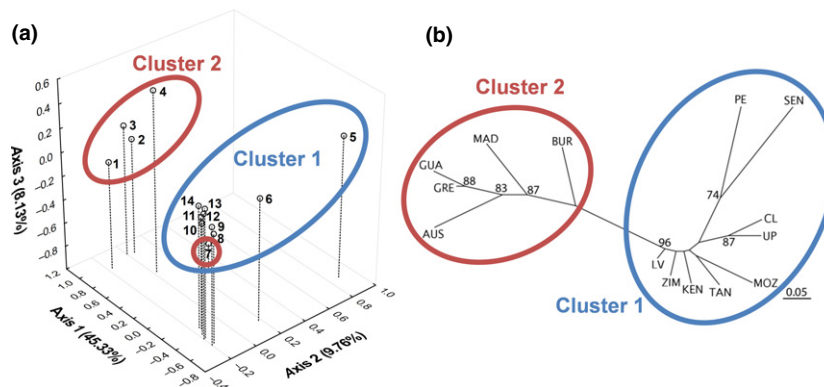 (a)
Cluster 2
Cluster 1
Axis 3 (8.13%)
0.6
0.4
0.2
0.0
−0.2
−0.4
−0.6
−0.8
1
2
3
4
5
6
7
8
9
10
11
12
13
14
1.2
1.0
0.8
0.6
0.4
0.2
0.0
−0.2
−0.4
−0.6
−0.8
Axis 1 (45.33%)
−0.4
−0.2
0.0
0.2
0.4
0.6
0.8
1.0
Axis 2 (9.76%)
(b)
Cluster 2
GUA
GRE
AUS
MAD
BUR
88
83
87
PE
SEN
74
CL
UP
87
96
LV
ZIM
KEN
TAN
MOZ
0.05
Cluster 1